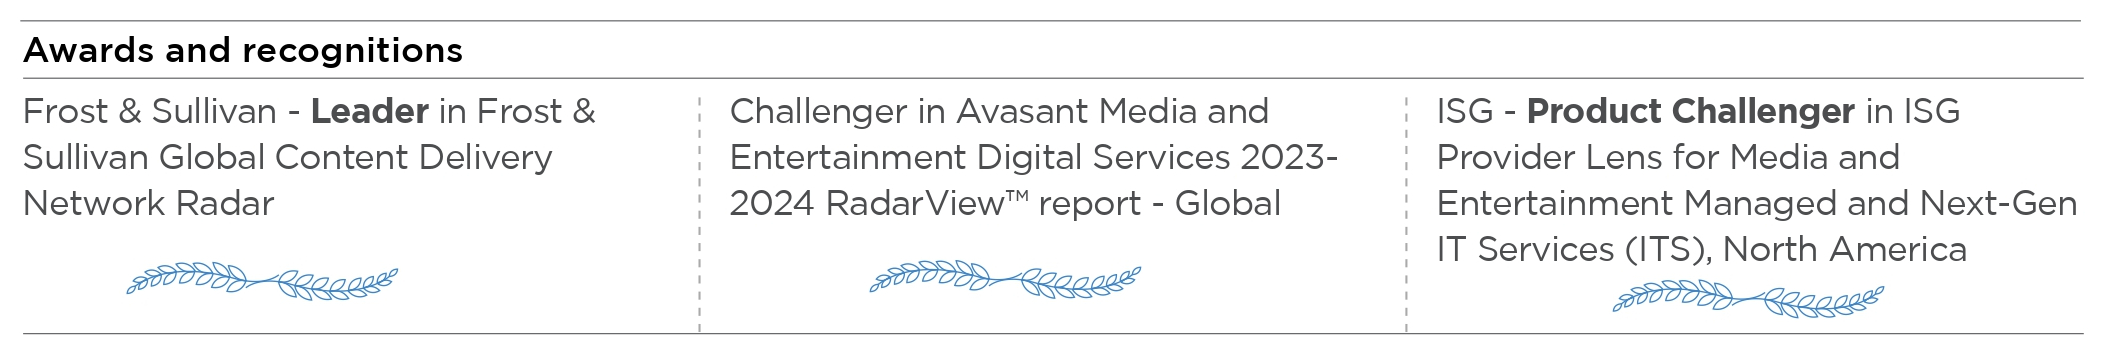 Awards and recognitions
Frost & Sullivan - Leader in Frost &
Sullivan Global Content Delivery
Network Radar
Challenger in Avasant Media and
Entertainment Digital Services 2023-
2024 RadarView™ report - Global
ISG - Product Challenger in ISG
Provider Lens for Media and
Entertainment Managed and Next-Gen
IT Services (ITS), North America